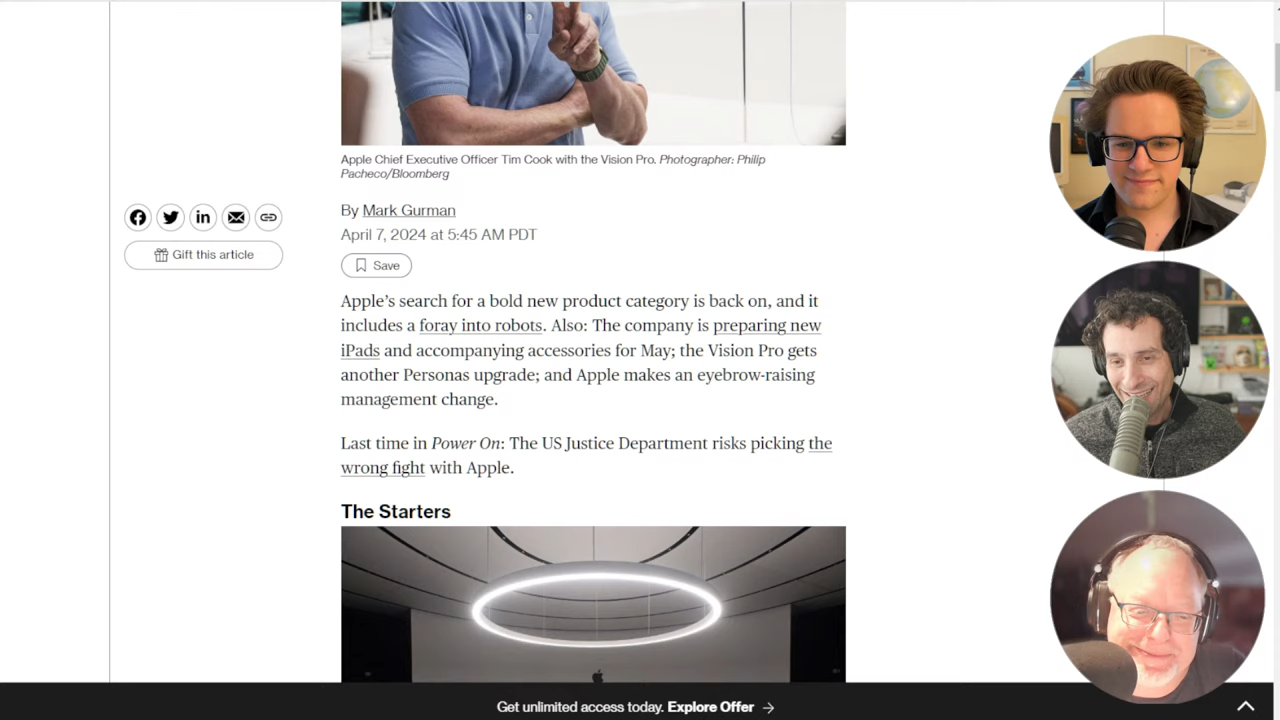 Apple Chief Executive Officer Tim Cook with the Vision Pro. Photographer: Philip
Pacheco/Bloomberg
By Mark Gurman
April 7, 2024 at 5:45 AM PDT
Gift this article
Save
Apple’s search for a bold new product category is back on, and it
includes a foray into robots. Also: The company is preparing new
iPads and accompanying accessories for May; the Vision Pro gets
another Personas upgrade; and Apple makes an eyebrow-raising
management change.
Last time in Power On: The US Justice Department risks picking the
wrong fight with Apple.
The Starters
Get unlimited access today. Explore Offer